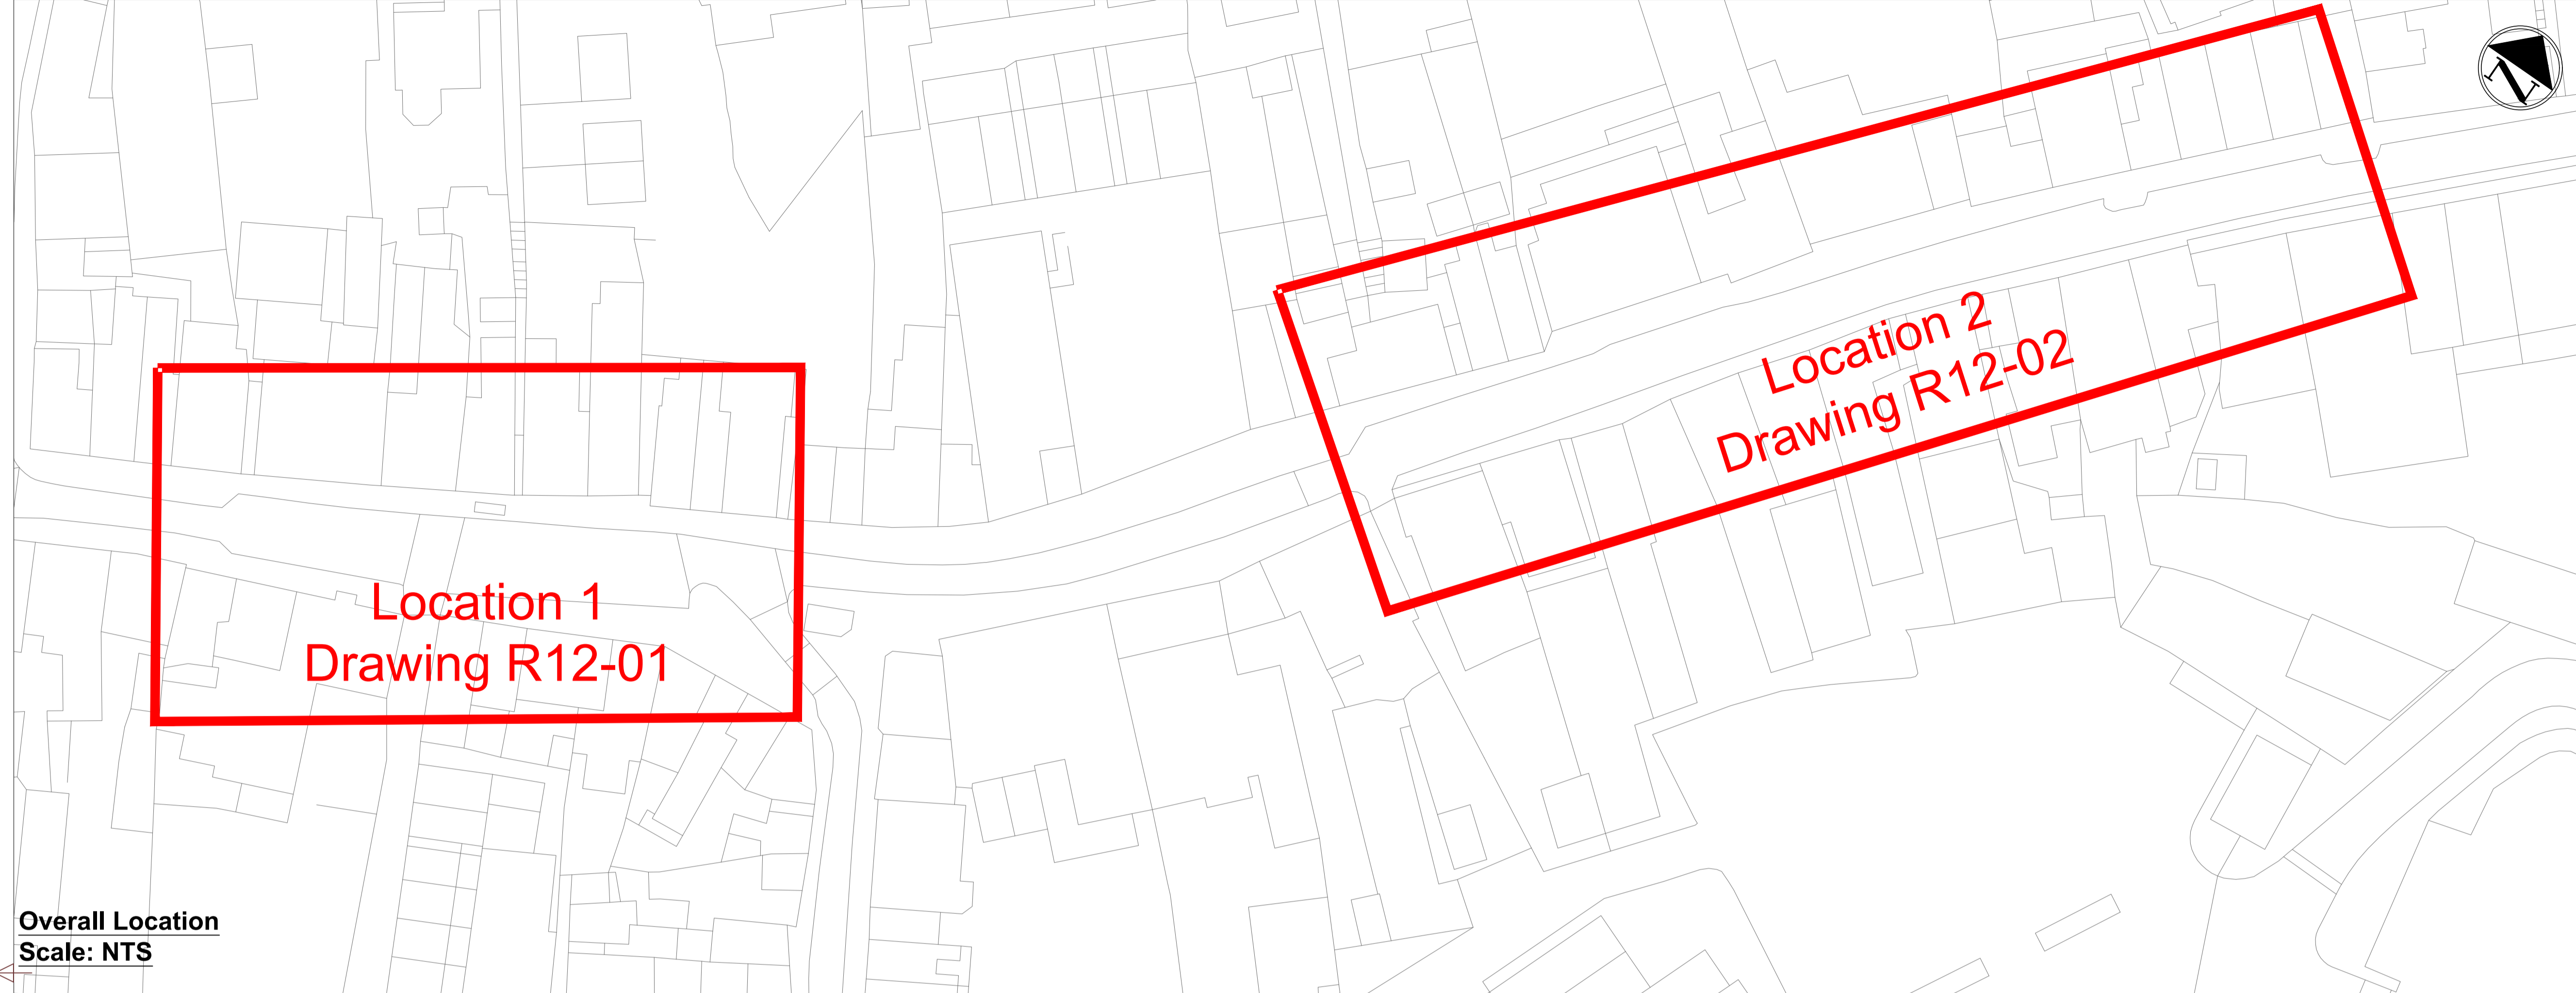 N
Location 2
Drawing R12-02
Location 1
Drawing R12-01
Overall Location
Scale: NTS